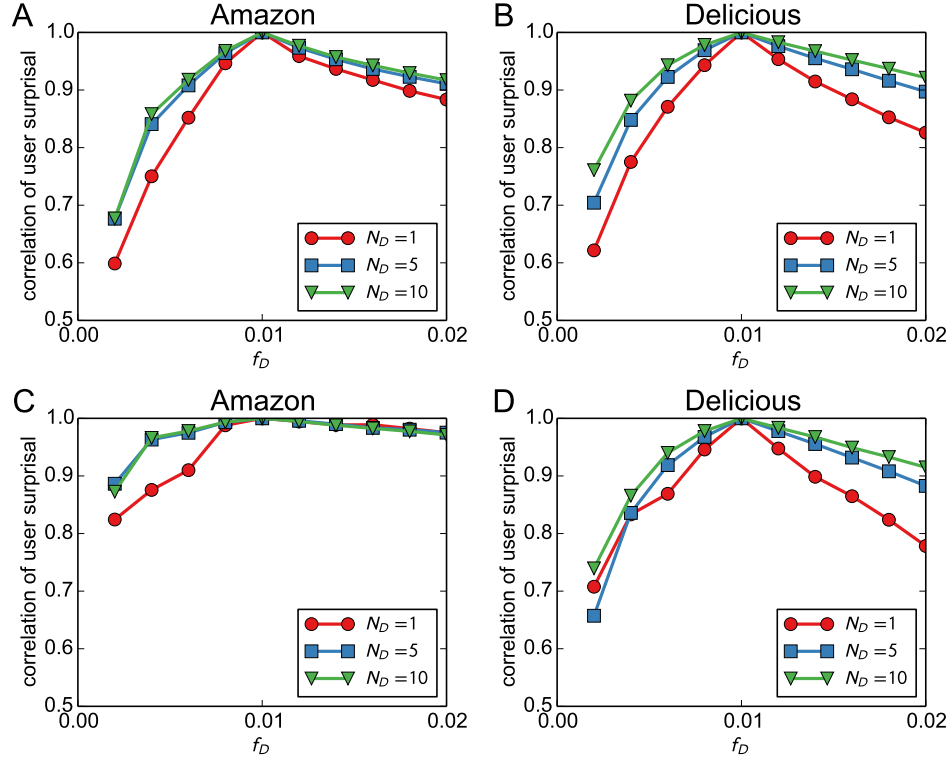 A
Amazon
correlation of user surprisal
1.0
0.9
0.8
0.7
0.6
0.5
0.00
0.01
0.02
f_D
N_D = 1
N_D = 5
N_D = 10
B
Delicious
correlation of user surprisal
1.0
0.9
0.8
0.7
0.6
0.5
0.00
0.01
0.02
f_D
N_D = 1
N_D = 5
N_D = 10
C
Amazon
correlation of user surprisal
1.0
0.9
0.8
0.7
0.6
0.5
0.00
0.01
0.02
f_D
N_D = 1
N_D = 5
N_D = 10
D
Delicious
correlation of user surprisal
1.0
0.9
0.8
0.7
0.6
0.5
0.00
0.01
0.02
f_D
N_D = 1
N_D = 5
N_D = 10